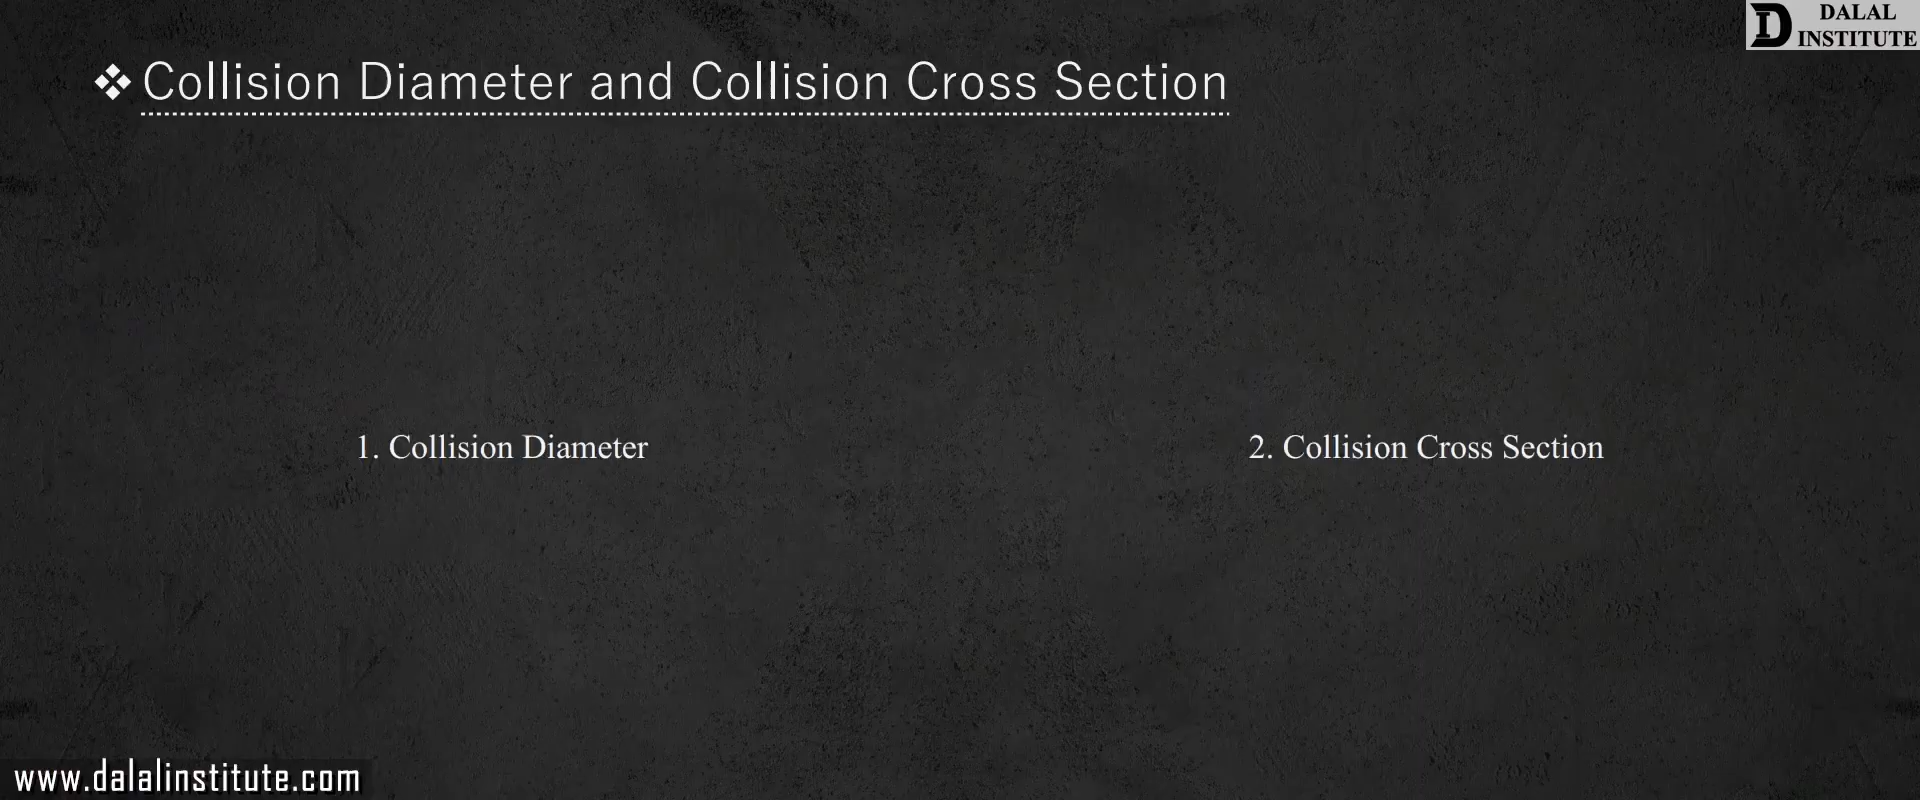 DALAL
INSTITUTE
❖ Collision Diameter and Collision Cross Section
1. Collision Diameter
2. Collision Cross Section
www.dalalinstitute.com